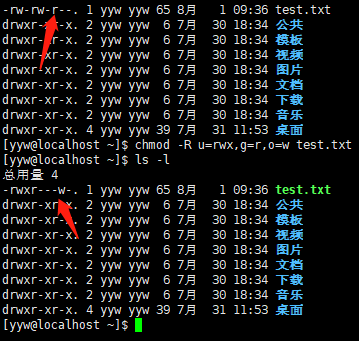 -rw-rw-r--. 1 yyw yyw 65 8月   1 09:36 test.txt
drwxr-xr-x. 2 yyw yyw  6 7月  30 18:34 公共
drwxr-xr-x. 2 yyw yyw  6 7月  30 18:34 模板
drwxr-xr-x. 2 yyw yyw  6 7月  30 18:34 视频
drwxr-xr-x. 2 yyw yyw  6 7月  30 18:34 图片
drwxr-xr-x. 2 yyw yyw  6 7月  30 18:34 文档
drwxr-xr-x. 2 yyw yyw  6 7月  30 18:34 下载
drwxr-xr-x. 2 yyw yyw  6 7月  30 18:34 音乐
drwxr-xr-x. 4 yyw yyw 39 7月  31 11:53 桌面
[yyw@localhost ~]$ chmod -R u=rwx,g=r,o=w test.txt
[yyw@localhost ~]$ ls -l
总用量 4
-rwxr---w-. 1 yyw yyw 65 8月   1 09:36 test.txt
drwxr-xr-x. 2 yyw yyw  6 7月  30 18:34 公共
drwxr-xr-x. 2 yyw yyw  6 7月  30 18:34 模板
drwxr-xr-x. 2 yyw yyw  6 7月  30 18:34 视频
drwxr-xr-x. 2 yyw yyw  6 7月  30 18:34 图片
drwxr-xr-x. 2 yyw yyw  6 7月  30 18:34 文档
drwxr-xr-x. 2 yyw yyw  6 7月  30 18:34 下载
drwxr-xr-x. 2 yyw yyw  6 7月  30 18:34 音乐
drwxr-xr-x. 4 yyw yyw 39 7月  31 11:53 桌面
[yyw@localhost ~]$